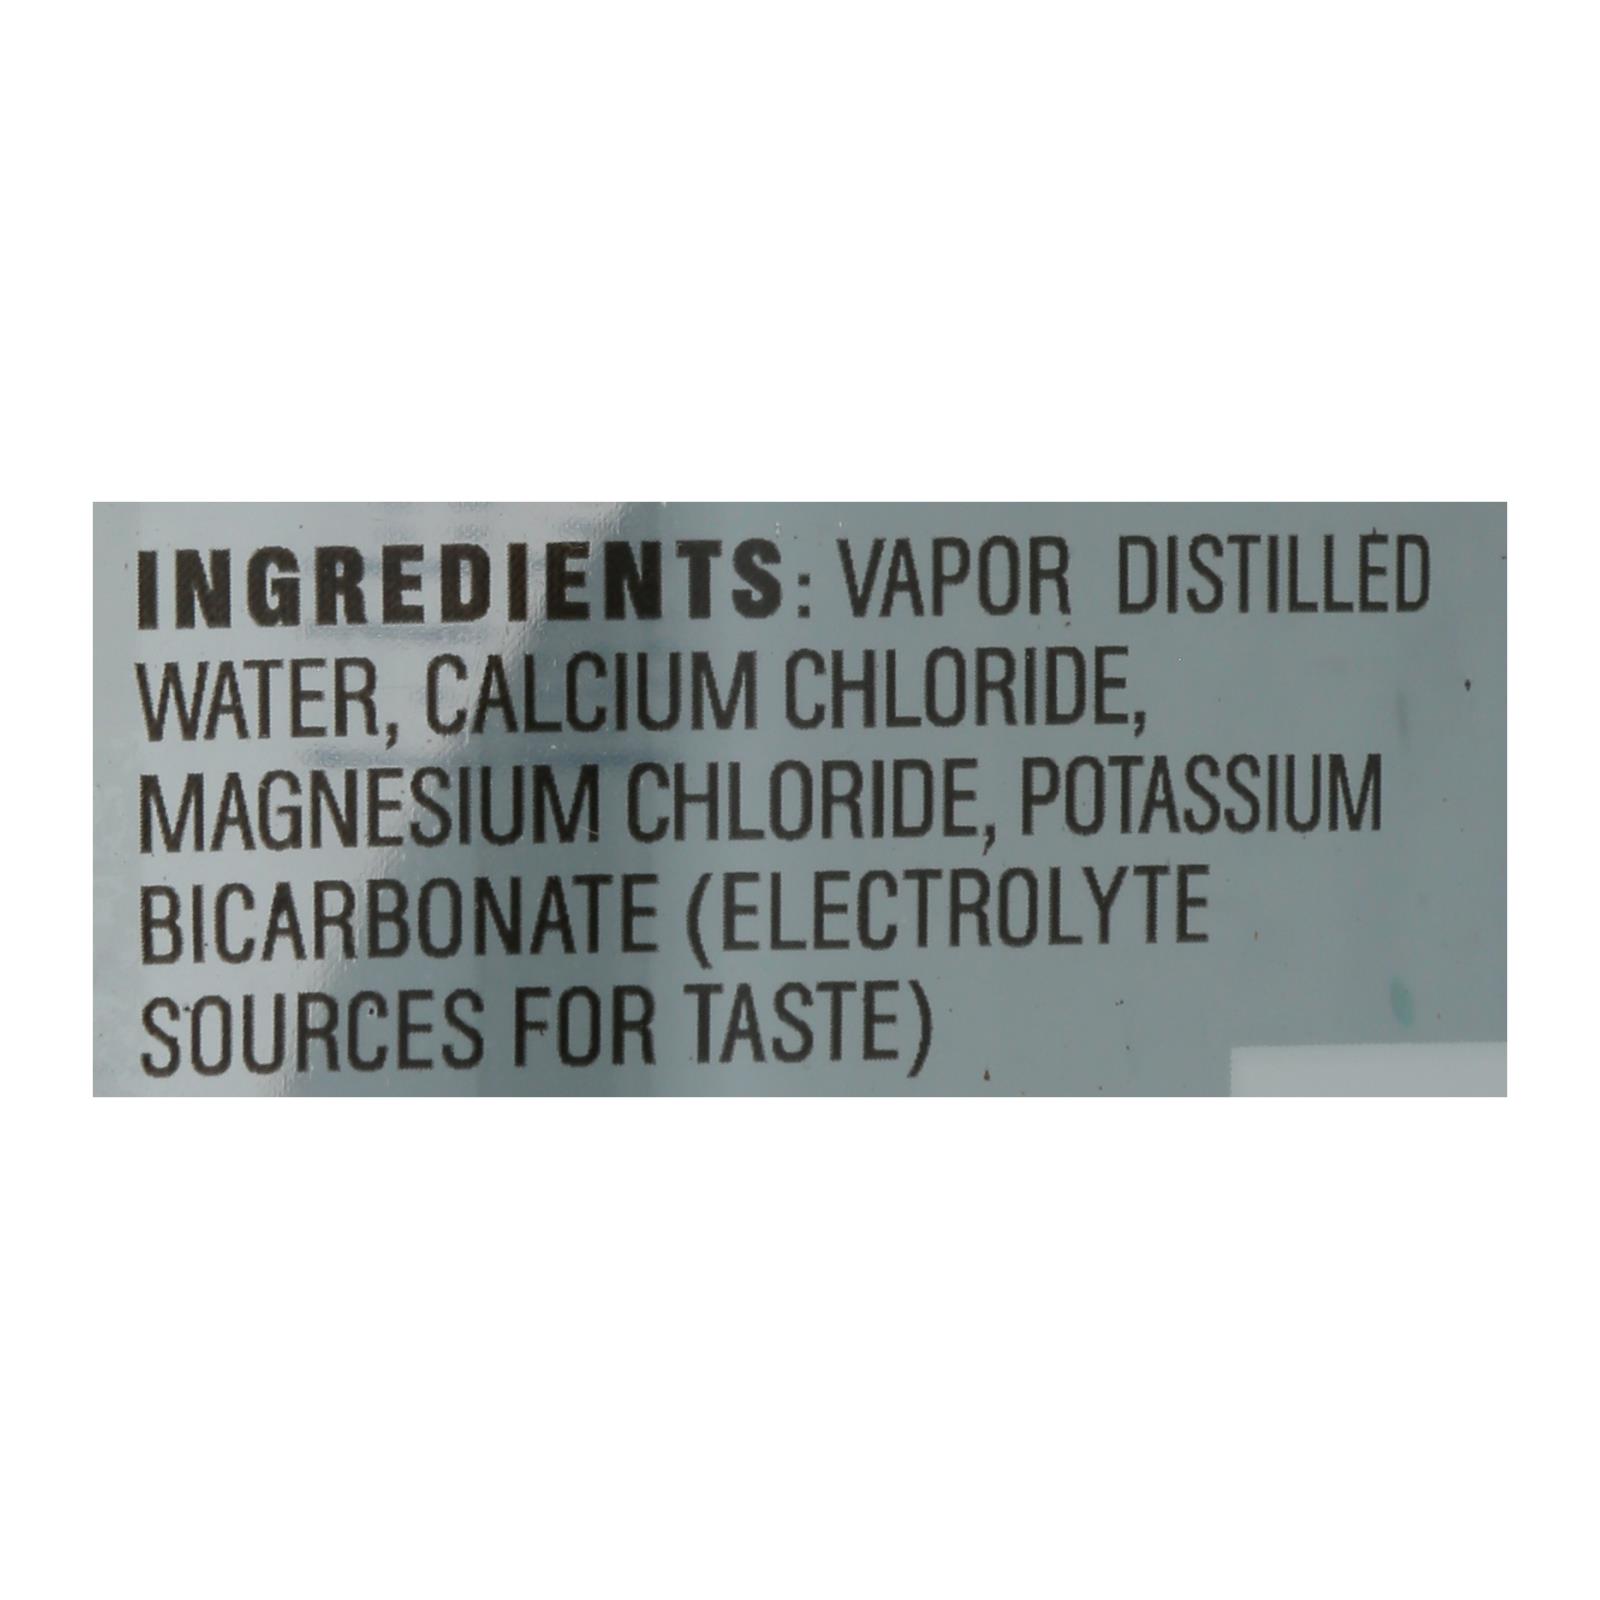 INGREDIENTS: VAPOR DISTILLED
WATER, CALCIUM CHLORIDE,
MAGNESIUM CHLORIDE, POTASSIUM
BICARBONATE (ELECTROLYTE
SOURCES FOR TASTE)